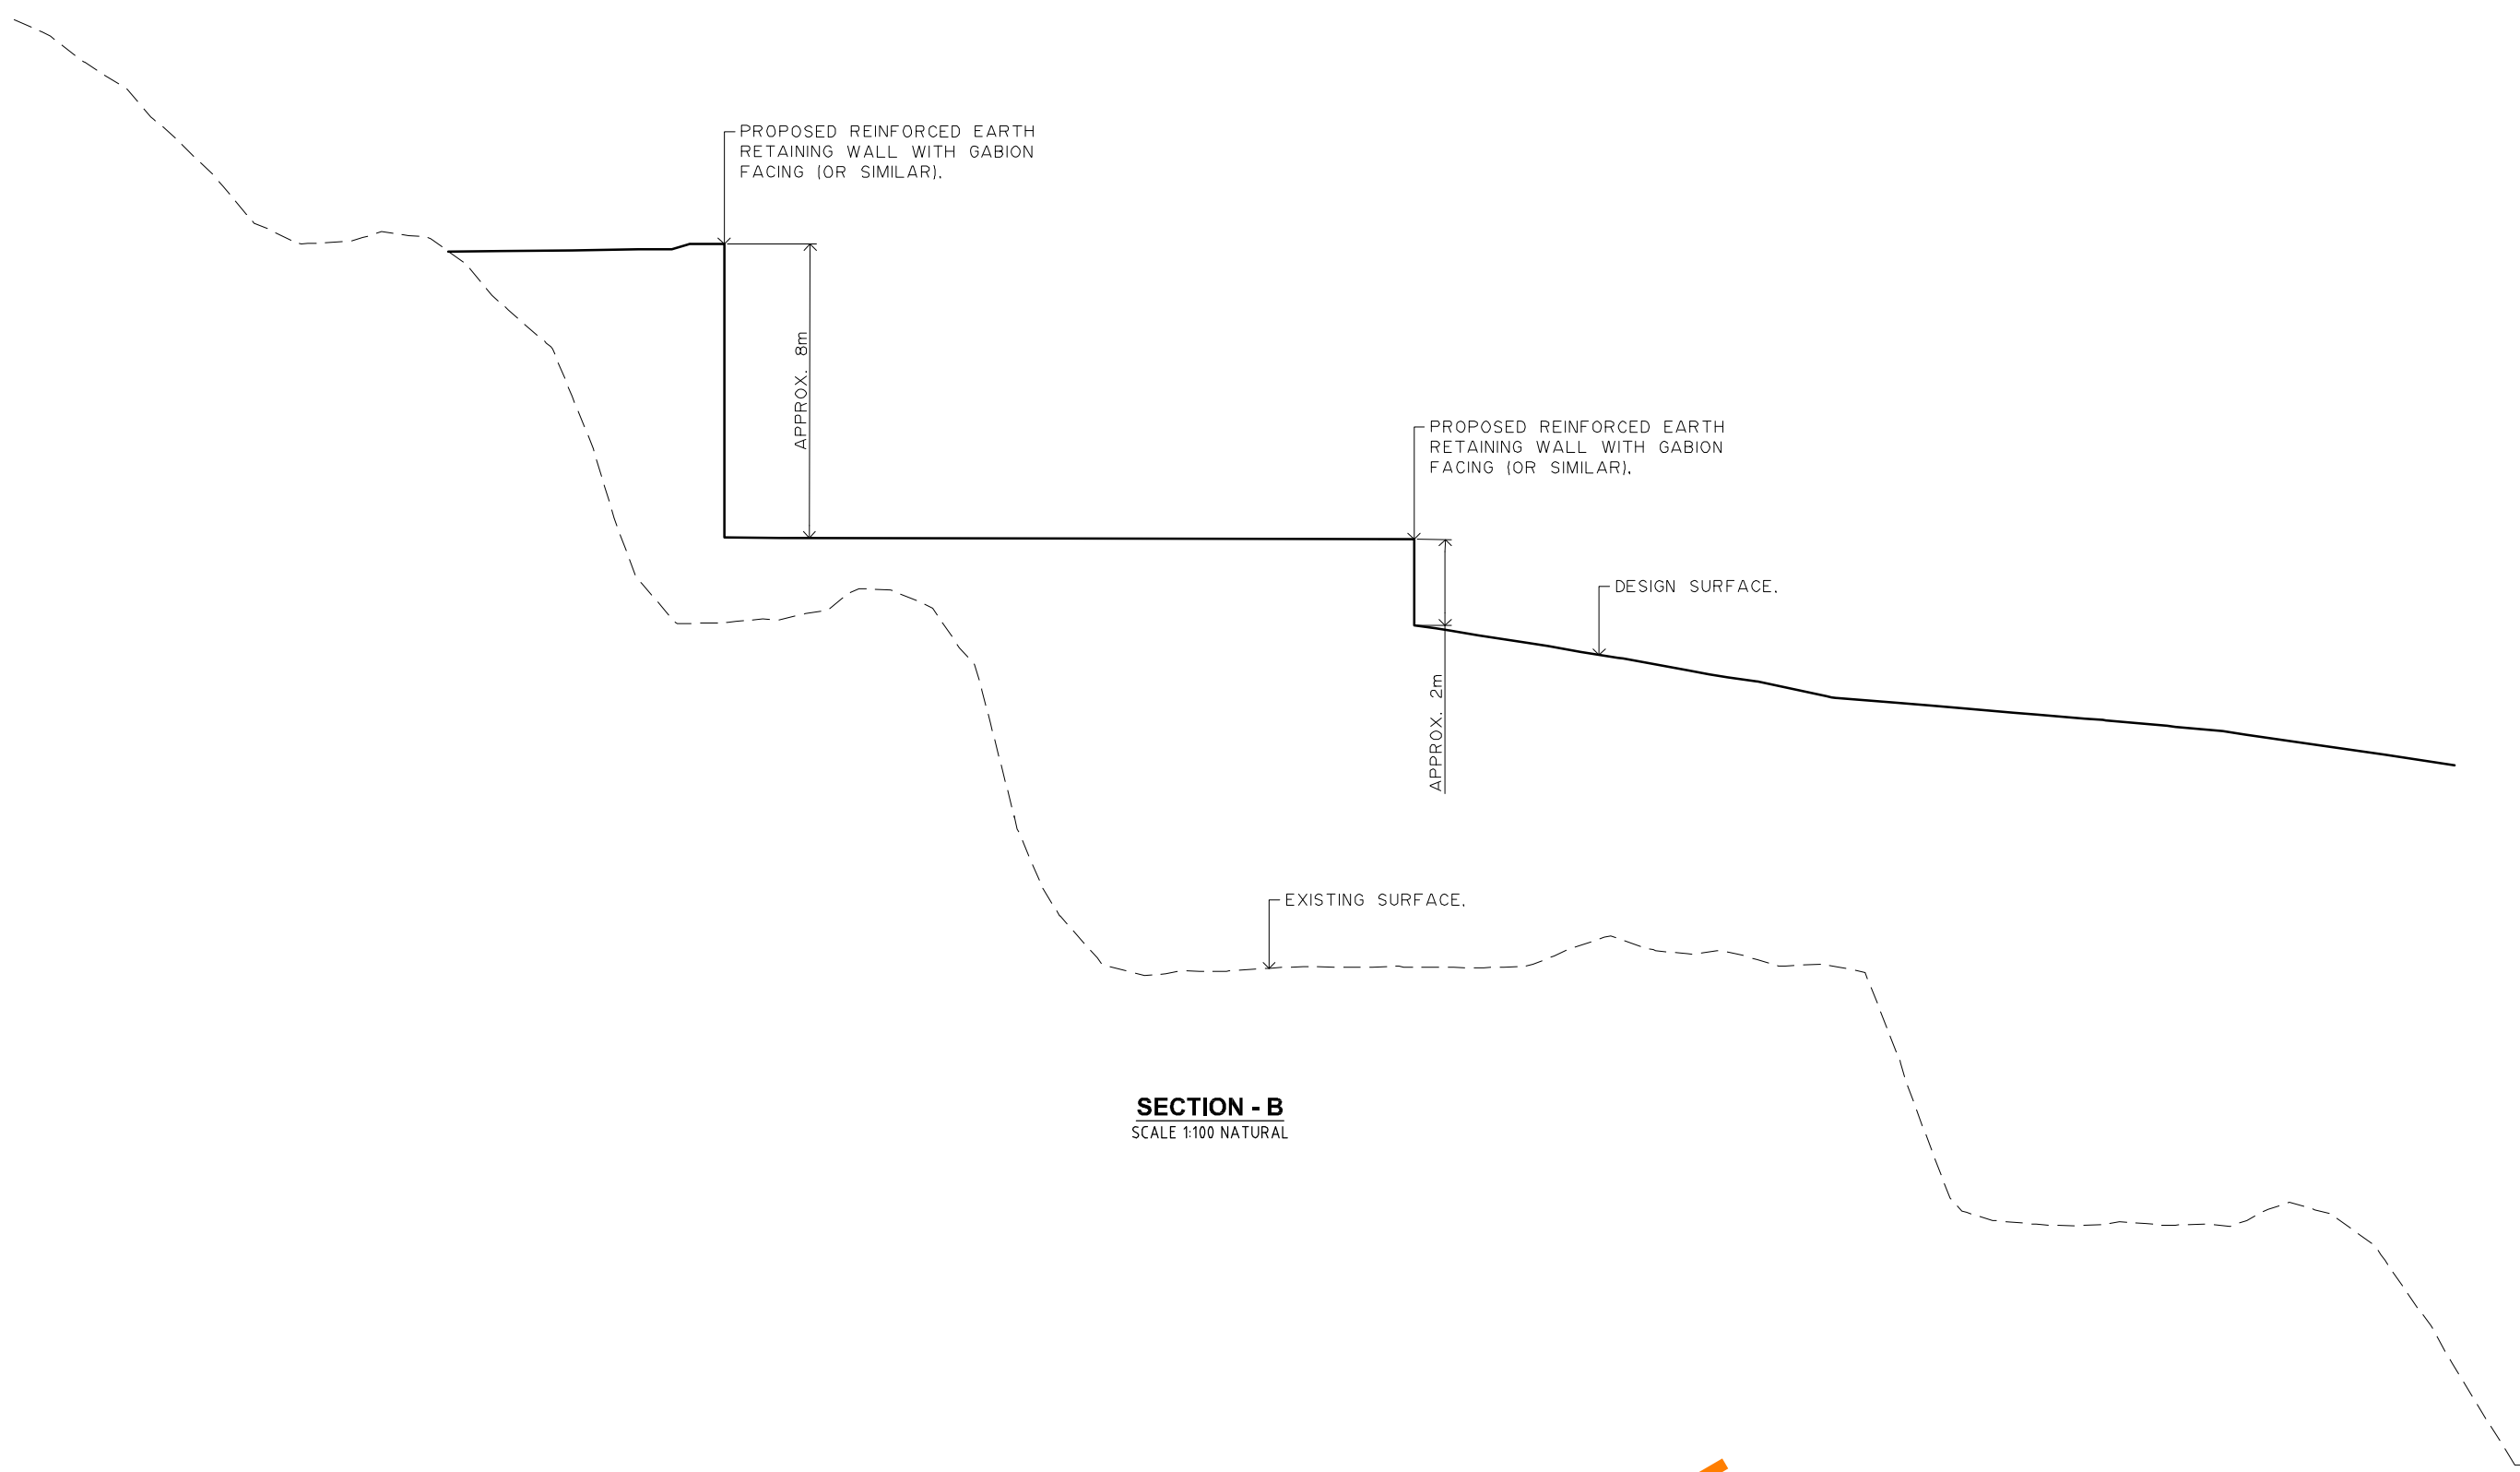 PROPOSED REINFORCED EARTH
RETAINING WALL WITH GABION
FACING (OR SIMILAR).
APPROX. 8m
PROPOSED REINFORCED EARTH
RETAINING WALL WITH GABION
FACING (OR SIMILAR).
DESIGN SURFACE.
APPROX. 2m
EXISTING SURFACE.
SECTION - B
SCALE 1:100 NATURAL